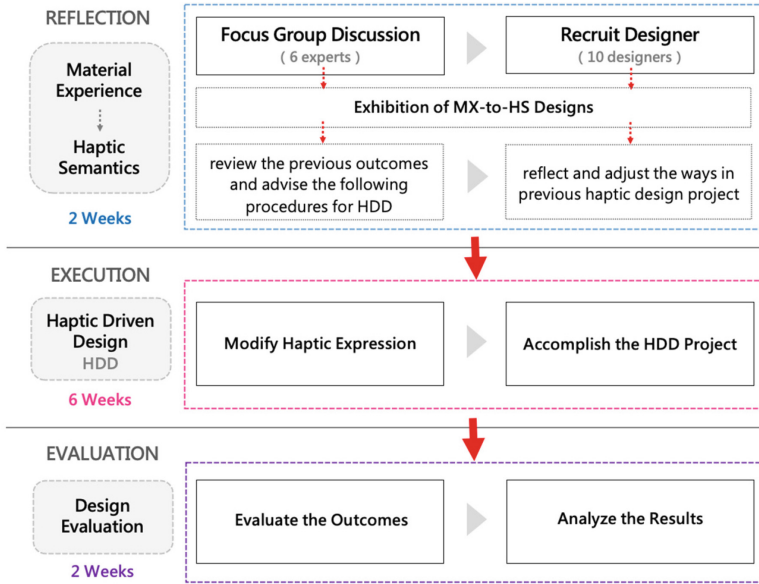 REFLECTION
Material
Experience
Haptic
Semantics
2 Weeks
Focus Group Discussion
( 6 experts )
Recruit Designer
( 10 designers )
Exhibition of MX-to-HS Designs
review the previous outcomes
and advise the following
procedures for HDD
reflect and adjust the ways in
previous haptic design project
EXECUTION
Haptic Driven
Design
HDD
6 Weeks
Modify Haptic Expression
Accomplish the HDD Project
EVALUATION
Design
Evaluation
2 Weeks
Evaluate the Outcomes
Analyze the Results